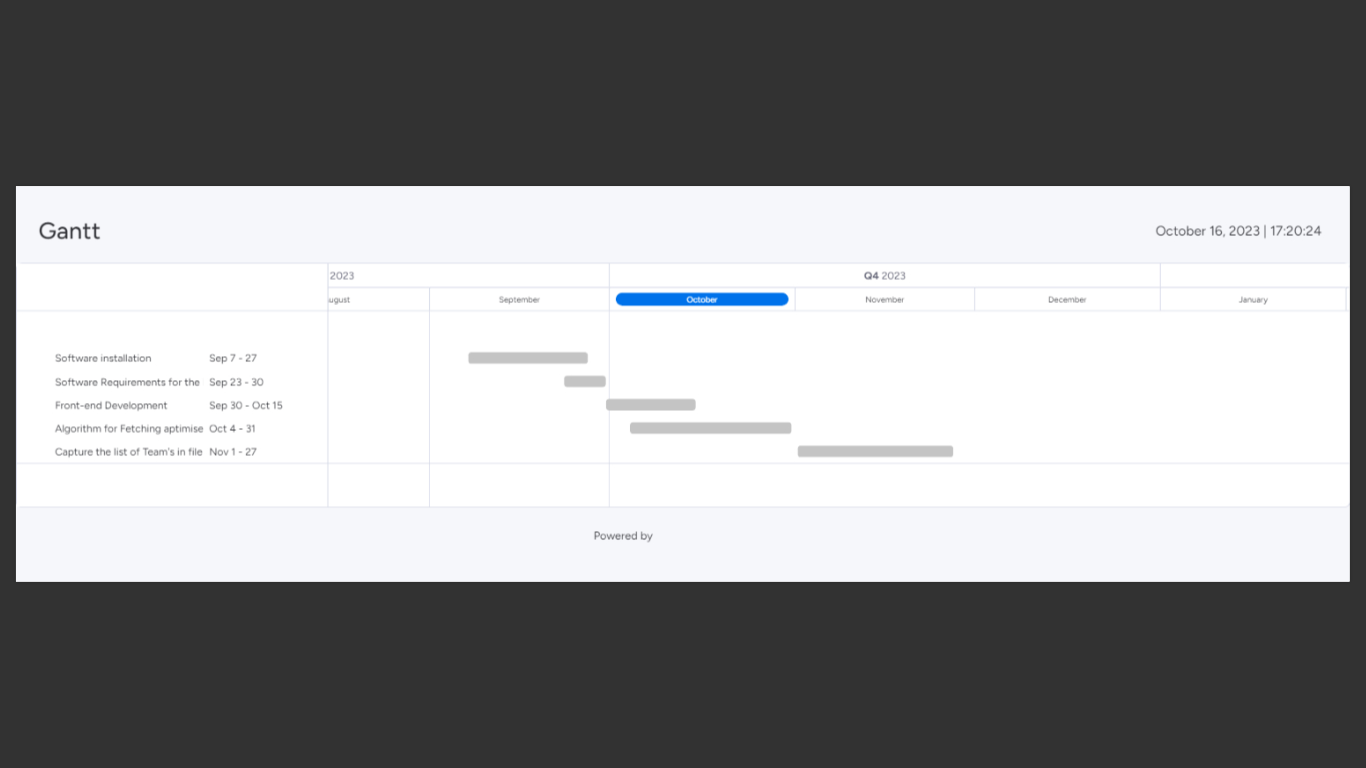 Gantt
October 16, 2023 | 17:20:24
2023
Q4 2023
ugust
September
October
November
December
January
Software installation Sep 7 - 27
Software Requirements for the Sep 23 - 30
Front-end Development Sep 30 - Oct 15
Algorithm for Fetching aptimise Oct 4 - 31
Capture the list of Team's in file Nov 1 - 27
Powered by